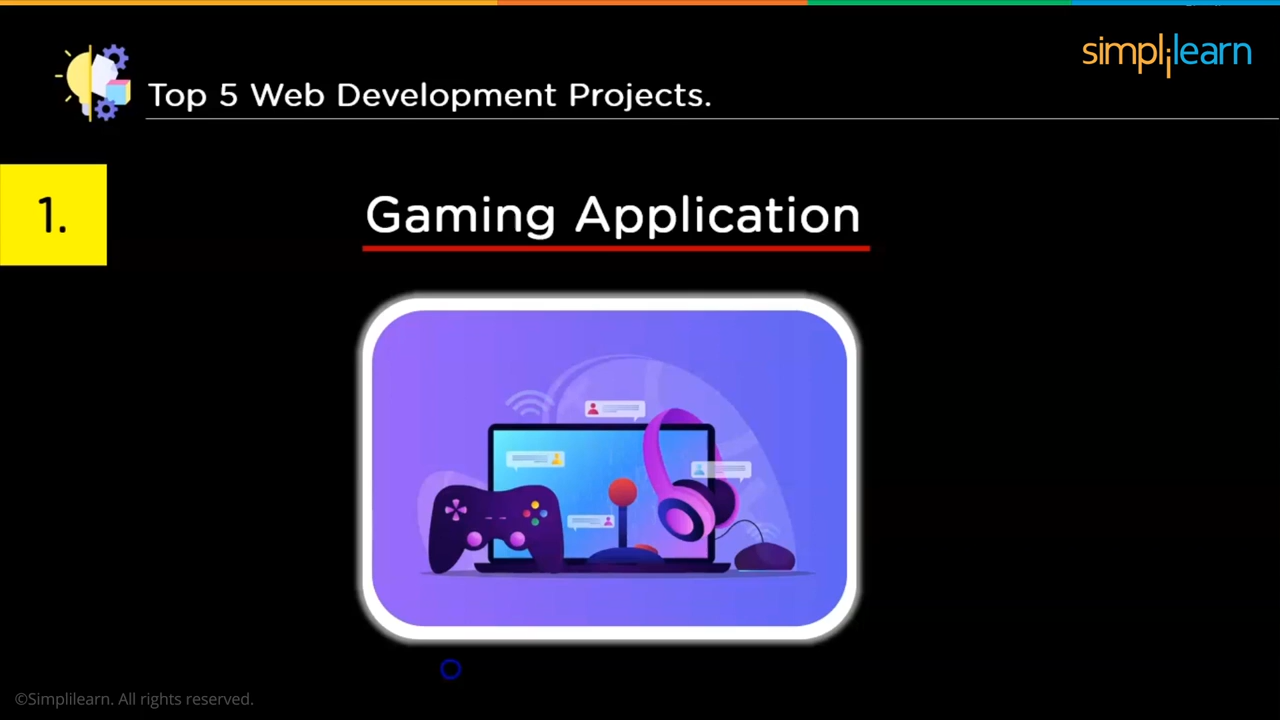 simplilearn
Top 5 Web Development Projects.
1.
Gaming Application
©Simplilearn. All rights reserved.